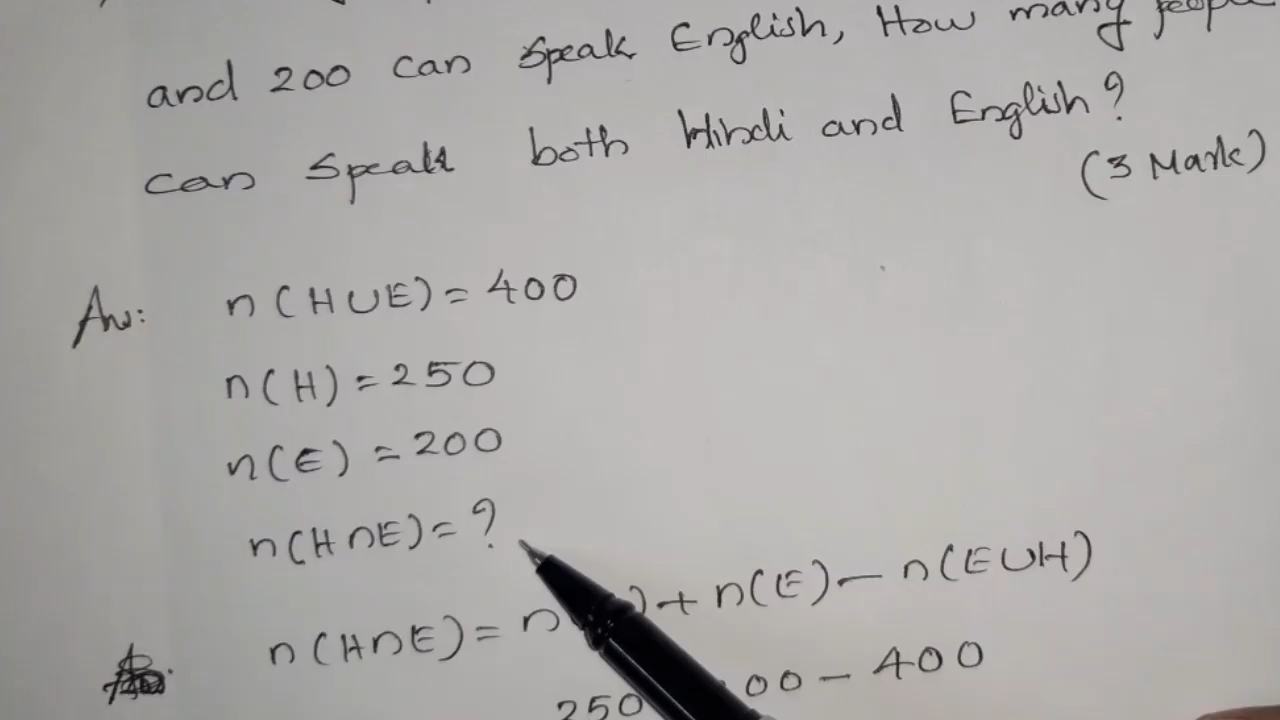 and 200 can speak English, How many
can speak both Hindi and English?
(3 Mark)
Ans: n(H∪E) = 400
n(H) = 250
n(E) = 200
n(H∩E) = ?
n(H∩E) = n ) + n(E) − n(E∪H)
250 00 − 400